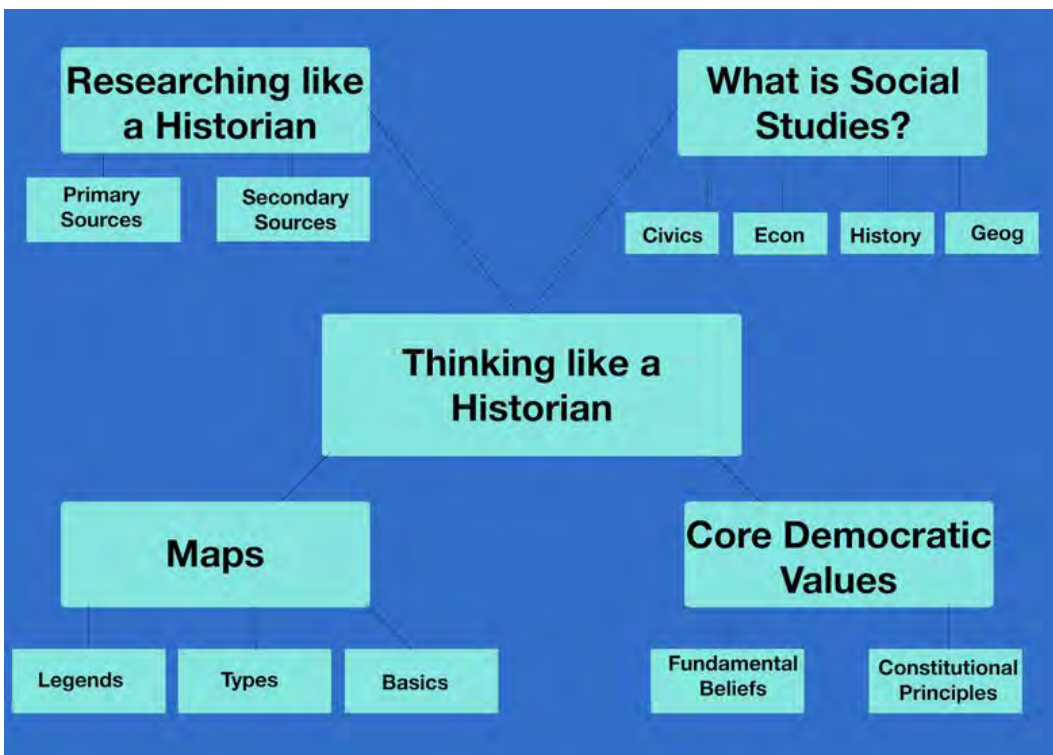 Researching like
a Historian
Primary
Sources
Secondary
Sources
What is Social
Studies?
Civics
Econ
History
Geog
Thinking like a
Historian
Maps
Legends
Types
Basics
Core Democratic
Values
Fundamental
Beliefs
Constitutional
Principles